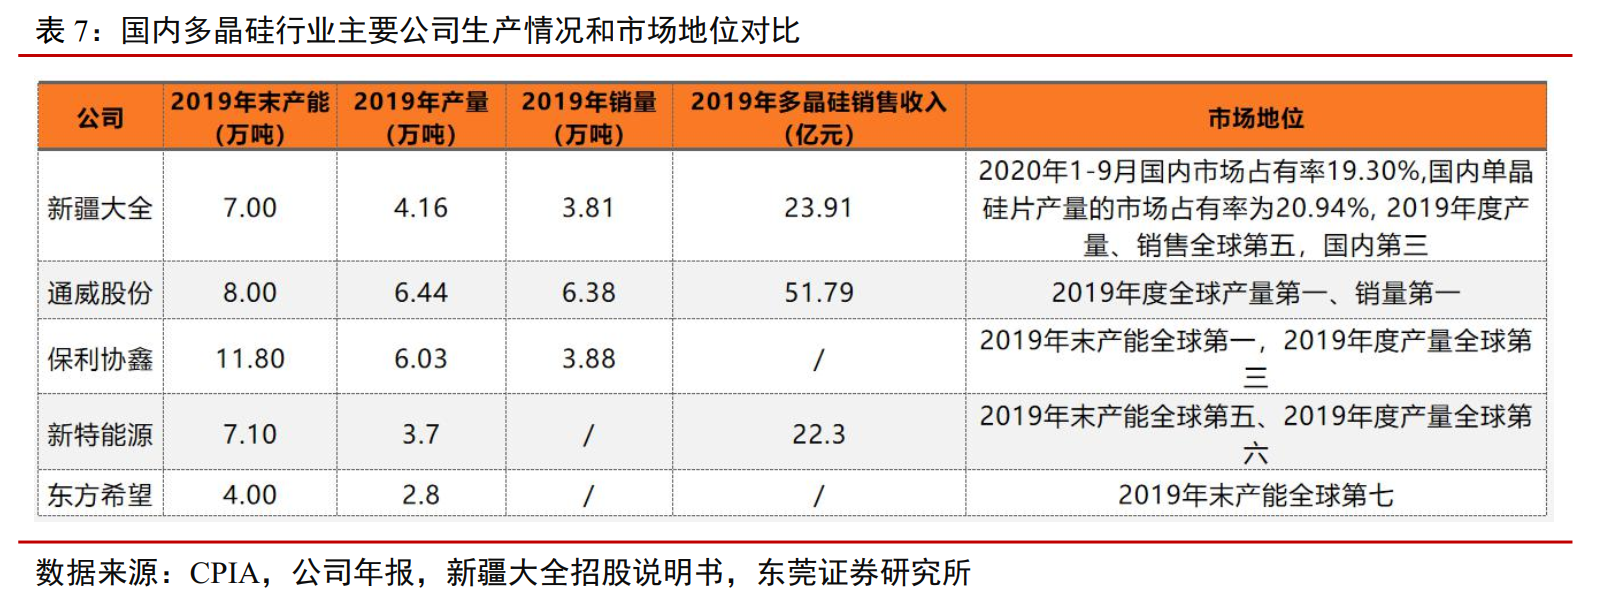 表 7：国内多晶硅行业主要公司生产情况和市场地位对比
公司 2019年末产能（万吨） 2019年产量（万吨） 2019年销量（万吨） 2019年多晶硅销售收入（亿元） 市场地位
新疆大全 7.00 4.16 3.81 23.91 2020年1-9月国内市场占有率19.30%,国内单晶
硅片产量的市场占有率为20.94%, 2019年度产
量、销售全球第五，国内第三
通威股份 8.00 6.44 6.38 51.79 2019年度全球产量第一、销量第一
保利协鑫 11.80 6.03 3.88 / 2019年末产能全球第一，2019年度产量全球第
三
新特能源 7.10 3.7 / 22.3 2019年末产能全球第五、2019年度产量全球第
六
东方希望 4.00 2.8 / / 2019年末产能全球第七
数据来源：CPIA，公司年报，新疆大全招股说明书，东莞证券研究所